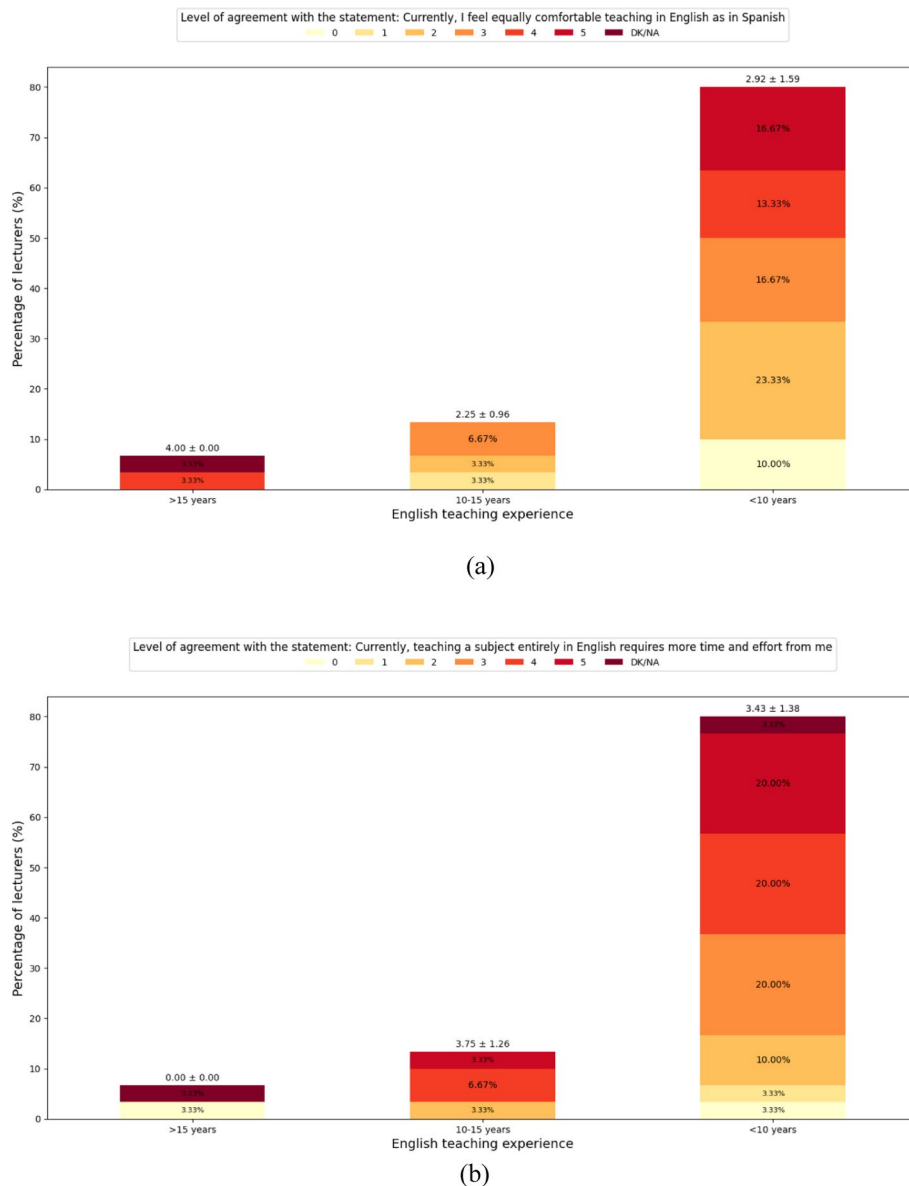 Level of agreement with the statement: Currently, I feel equally comfortable teaching in English as in Spanish
0 1 2 3 4 5 DK/NA
Percentage of lecturers (%)
80
70
60
50
40
30
20
10
0
4.00 ± 0.00
3.33%
3.33%
2.25 ± 0.96
6.67%
3.33%
3.33%
2.92 ± 1.59
16.67%
13.33%
16.67%
23.33%
10.00%
>15 years 10-15 years <10 years
English teaching experience
(a)
Level of agreement with the statement: Currently, teaching a subject entirely in English requires more time and effort from me
0 1 2 3 4 5 DK/NA
Percentage of lecturers (%)
80
70
60
50
40
30
20
10
0
0.00 ± 0.00
3.33%
3.33%
3.75 ± 1.26
3.33%
6.67%
3.33%
3.43 ± 1.38
3.33%
20.00%
20.00%
20.00%
10.00%
3.33%
3.33%
>15 years 10-15 years <10 years
English teaching experience
(b)